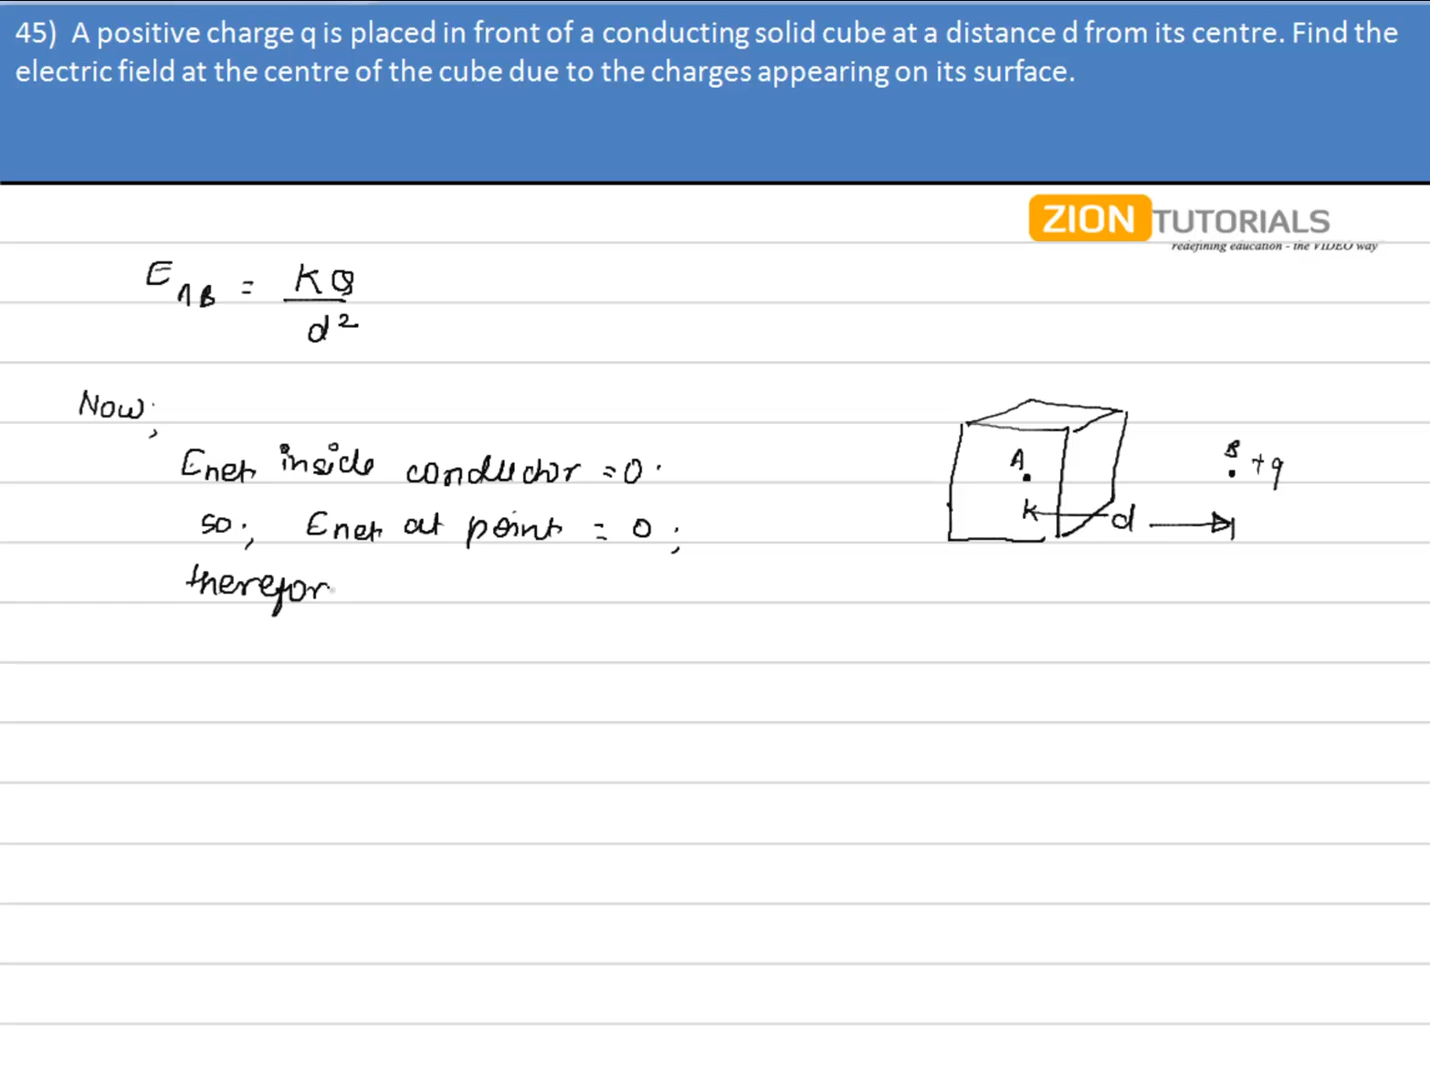 45) A positive charge q is placed in front of a conducting solid cube at a distance d from its centre. Find the
electric field at the centre of the cube due to the charges appearing on its surface.
ZION TUTORIALS
redefining education - the VIDEO way
E_AB = KQ
d²
Now;
Enet inside conductor = 0.
so; Enet at point = 0;
therefor
A
B
+q
d